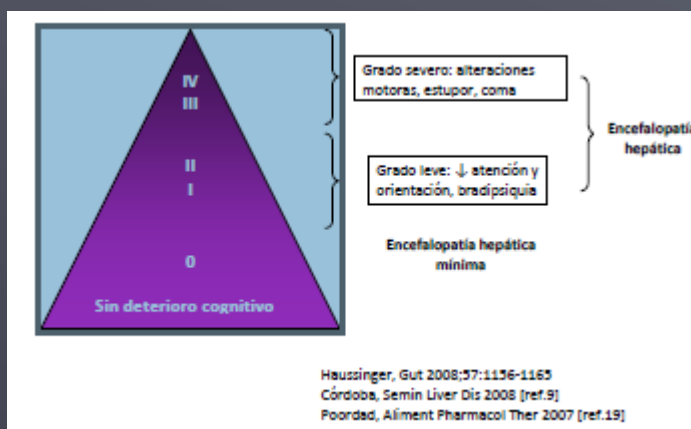 IV
III
II
I
0
Sin deterioro cognitivo
Grado severo: alteraciones
motoras, estupor, coma
Grado leve: ↓ atención y
orientación, bradipsiquia
Encefalopatía
hepática
Encefalopatía hepática
mínima
Haussinger, Gut 2008;57:1156-1165
Córdoba, Semin Liver Dis 2008 [ref.9]
Poordad, Aliment Pharmacol Ther 2007 [ref.19]